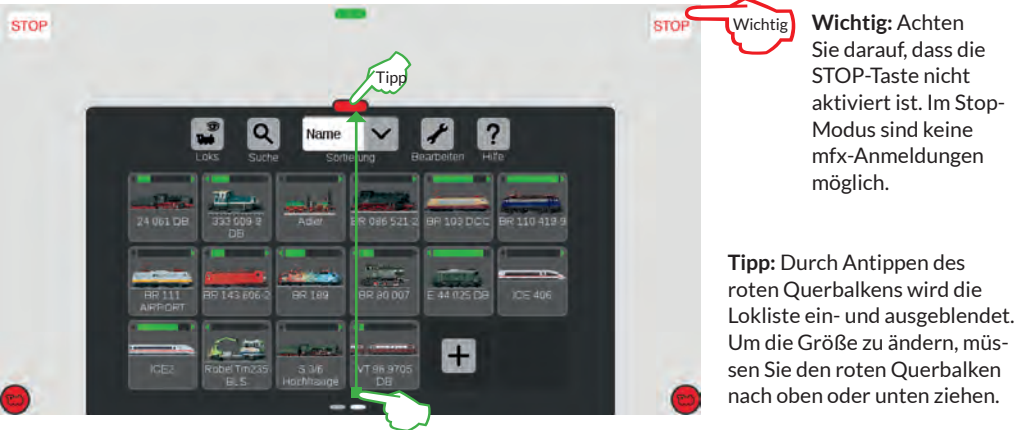 STOP
STOP
Wichtig
Wichtig: Achten
Sie darauf, dass die
STOP-Taste nicht
aktiviert ist. Im Stop-
Modus sind keine
mfx-Anmeldungen
möglich.
Tipp
Name
Loks
Suche
Sortierung
Bearbeiten
Hilfe
24 061 DB
333 009-2
DB
Adler
BR 086 521-2
BR 103 DCC
BR 110 419-9
BR 111
AIRPORT
BR 143 606-2
BR 189
BR 80 007
E 44 025 DB
ICE 406
ICE2
Robel Tm235
BLS
S 3/6
Hochhauge
VT 98 9705
DB
Tipp: Durch Antippen des
roten Querbalkens wird die
Lokliste ein- und ausgeblendet.
Um die Größe zu ändern, müs-
sen Sie den roten Querbalken
nach oben oder unten ziehen.